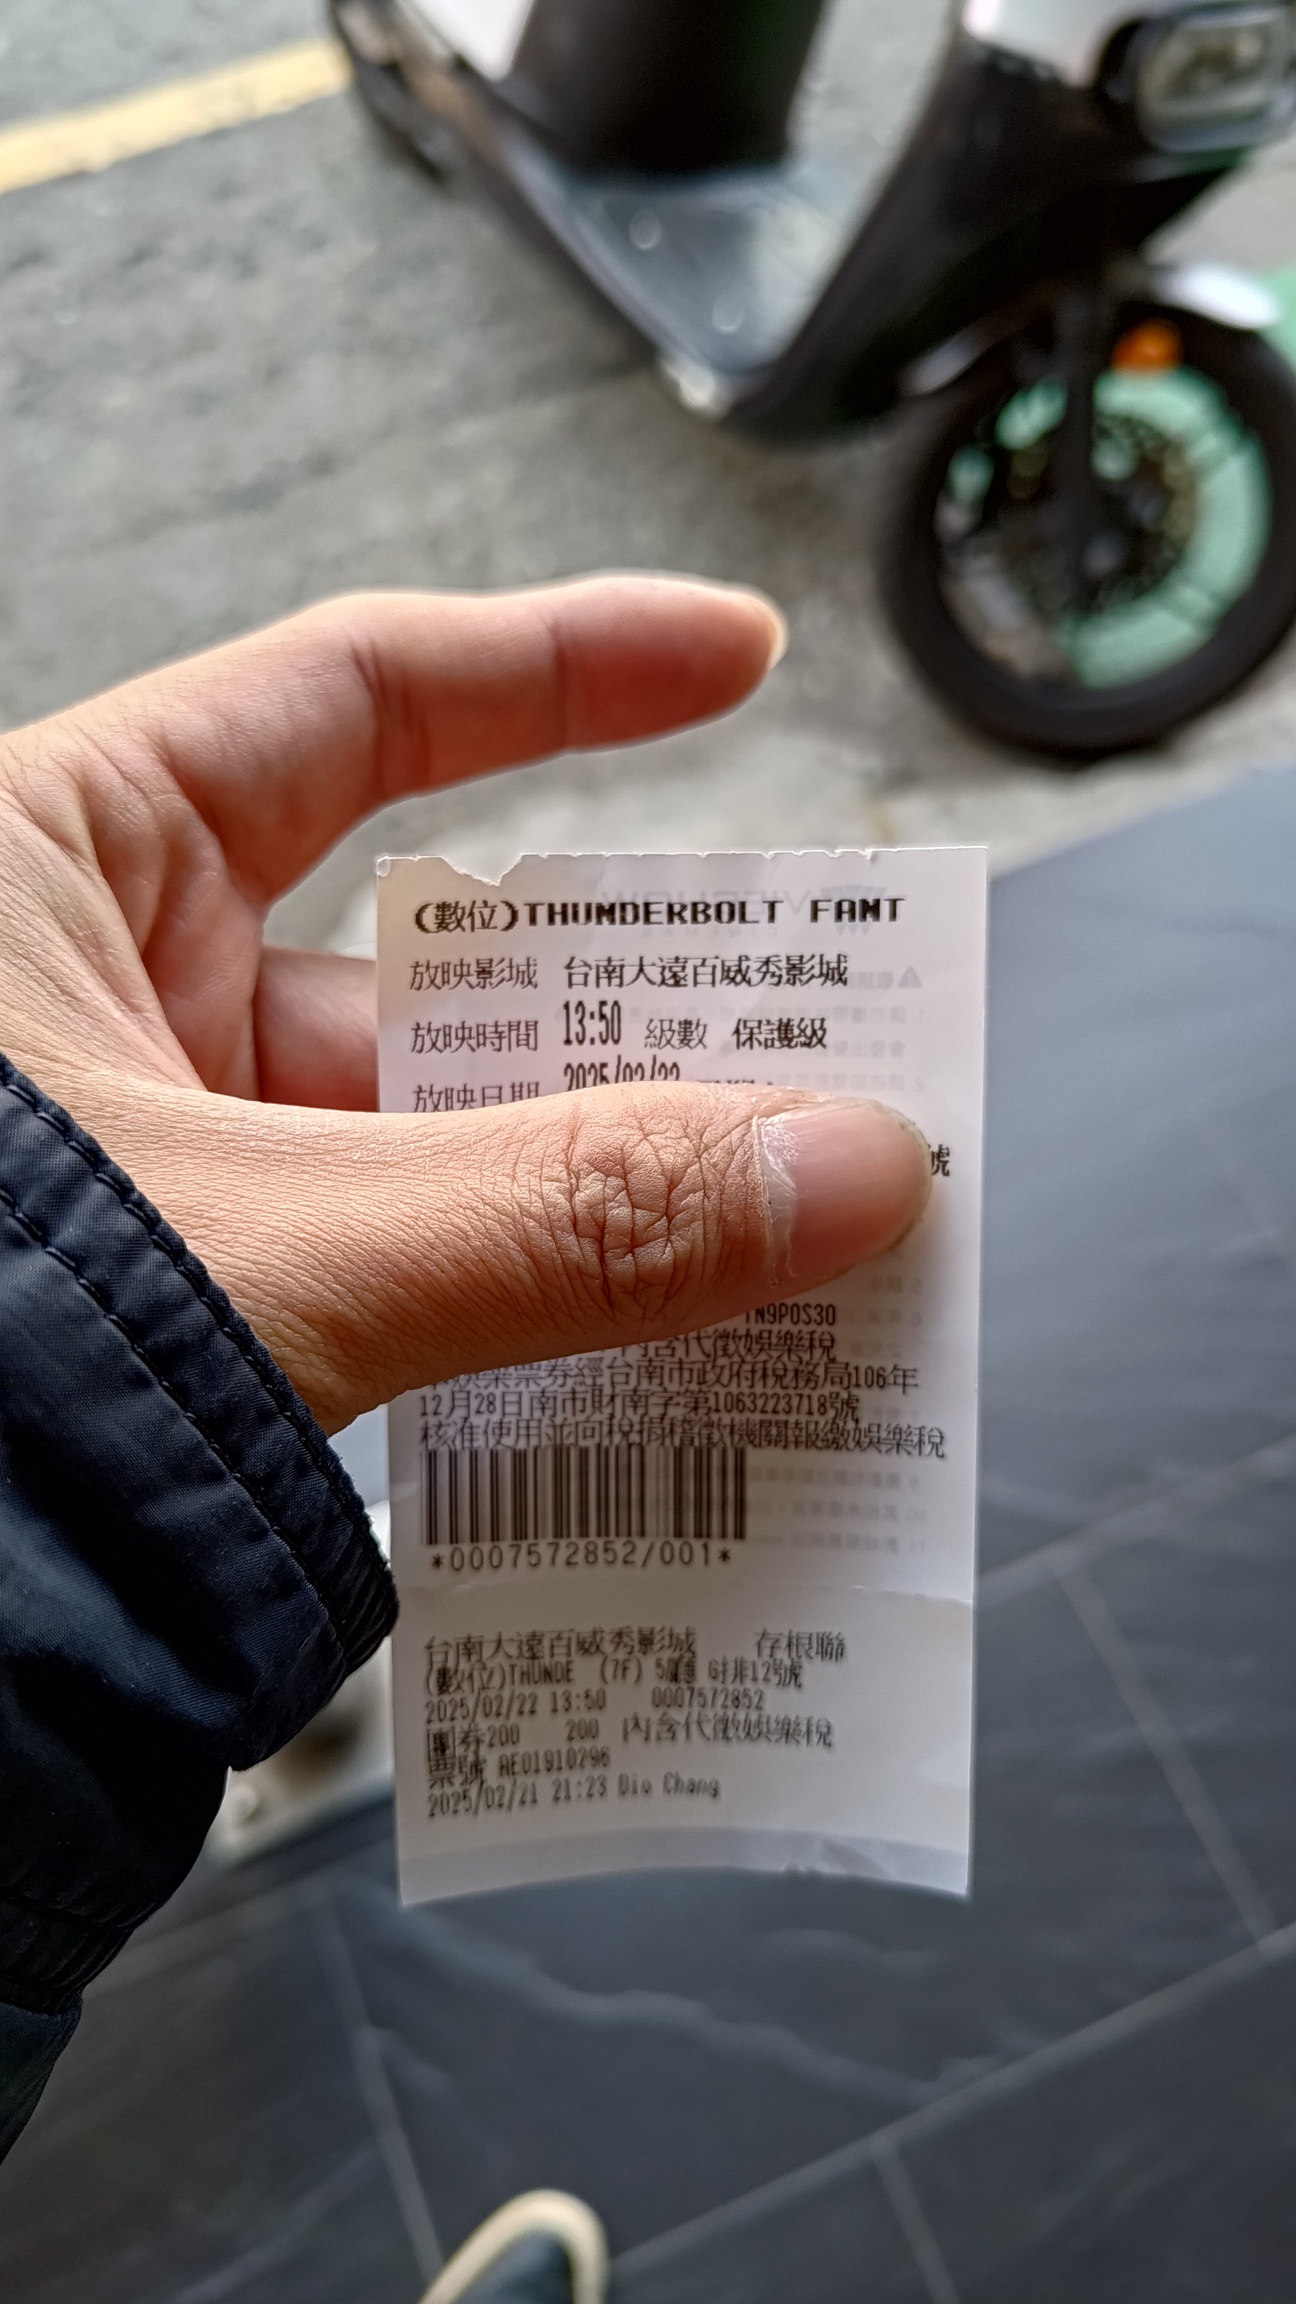 (數位)THUNDERBOLT FANT
放映影城 台南大遠百威秀影城
放映時間 13:50 級數 保護級
放映日期 2025/02/22
號
TN9POS30
內含代徵娛樂稅
娛樂票券經台南市政府稅務局106年
12月28日南市財南字第1063223718號
核准使用並回稅捐稽徵機關報繳娛樂稅
*0007572852/001*
台南大遠百威秀影城 存根聯
(數位)THUNDE (7F) 5廳 G排12號
2025/02/22 13:50 0007572852
團券200 200 內含代徵娛樂稅
票號 AE01910296
2025/02/21 21:23 Dio Chang